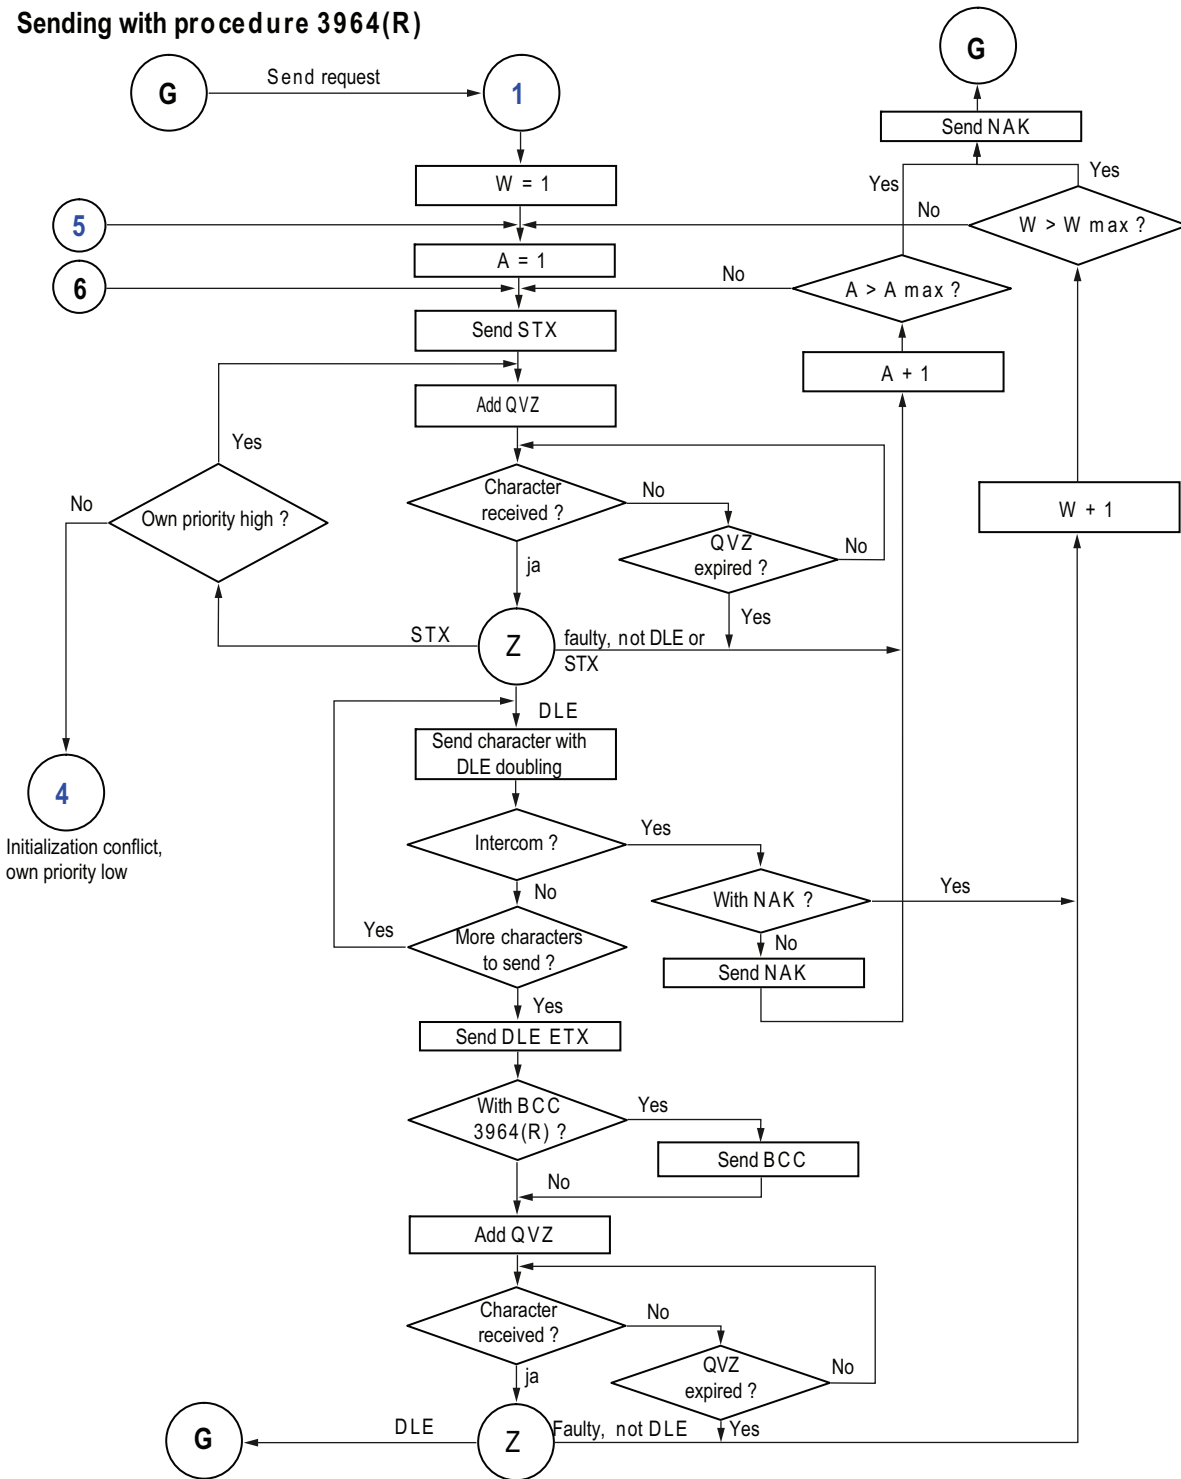 Sending with procedure 3964(R)
G
Send request
1
G
Send NAK
W = 1
Yes
Yes
5
No
W > W max ?
A = 1
6
No
A > A max ?
Send STX
A + 1
Add QVZ
Yes
No
Own priority high ?
Character
received ?
No
QVZ
expired ?
No
W + 1
ja
Yes
STX
Z
faulty, not DLE or
STX
DLE
Send character with
DLE doubling
4
Initialization conflict,
own priority low
Intercom ?
Yes
No
With NAK ?
Yes
Yes
More characters
to send ?
No
Send NAK
Yes
Send DLE ETX
With BCC
3964(R) ?
Yes
Send BCC
No
Add QVZ
Character
received ?
No
QVZ
expired ?
No
ja
G
DLE
Z
Faulty, not DLE
Yes